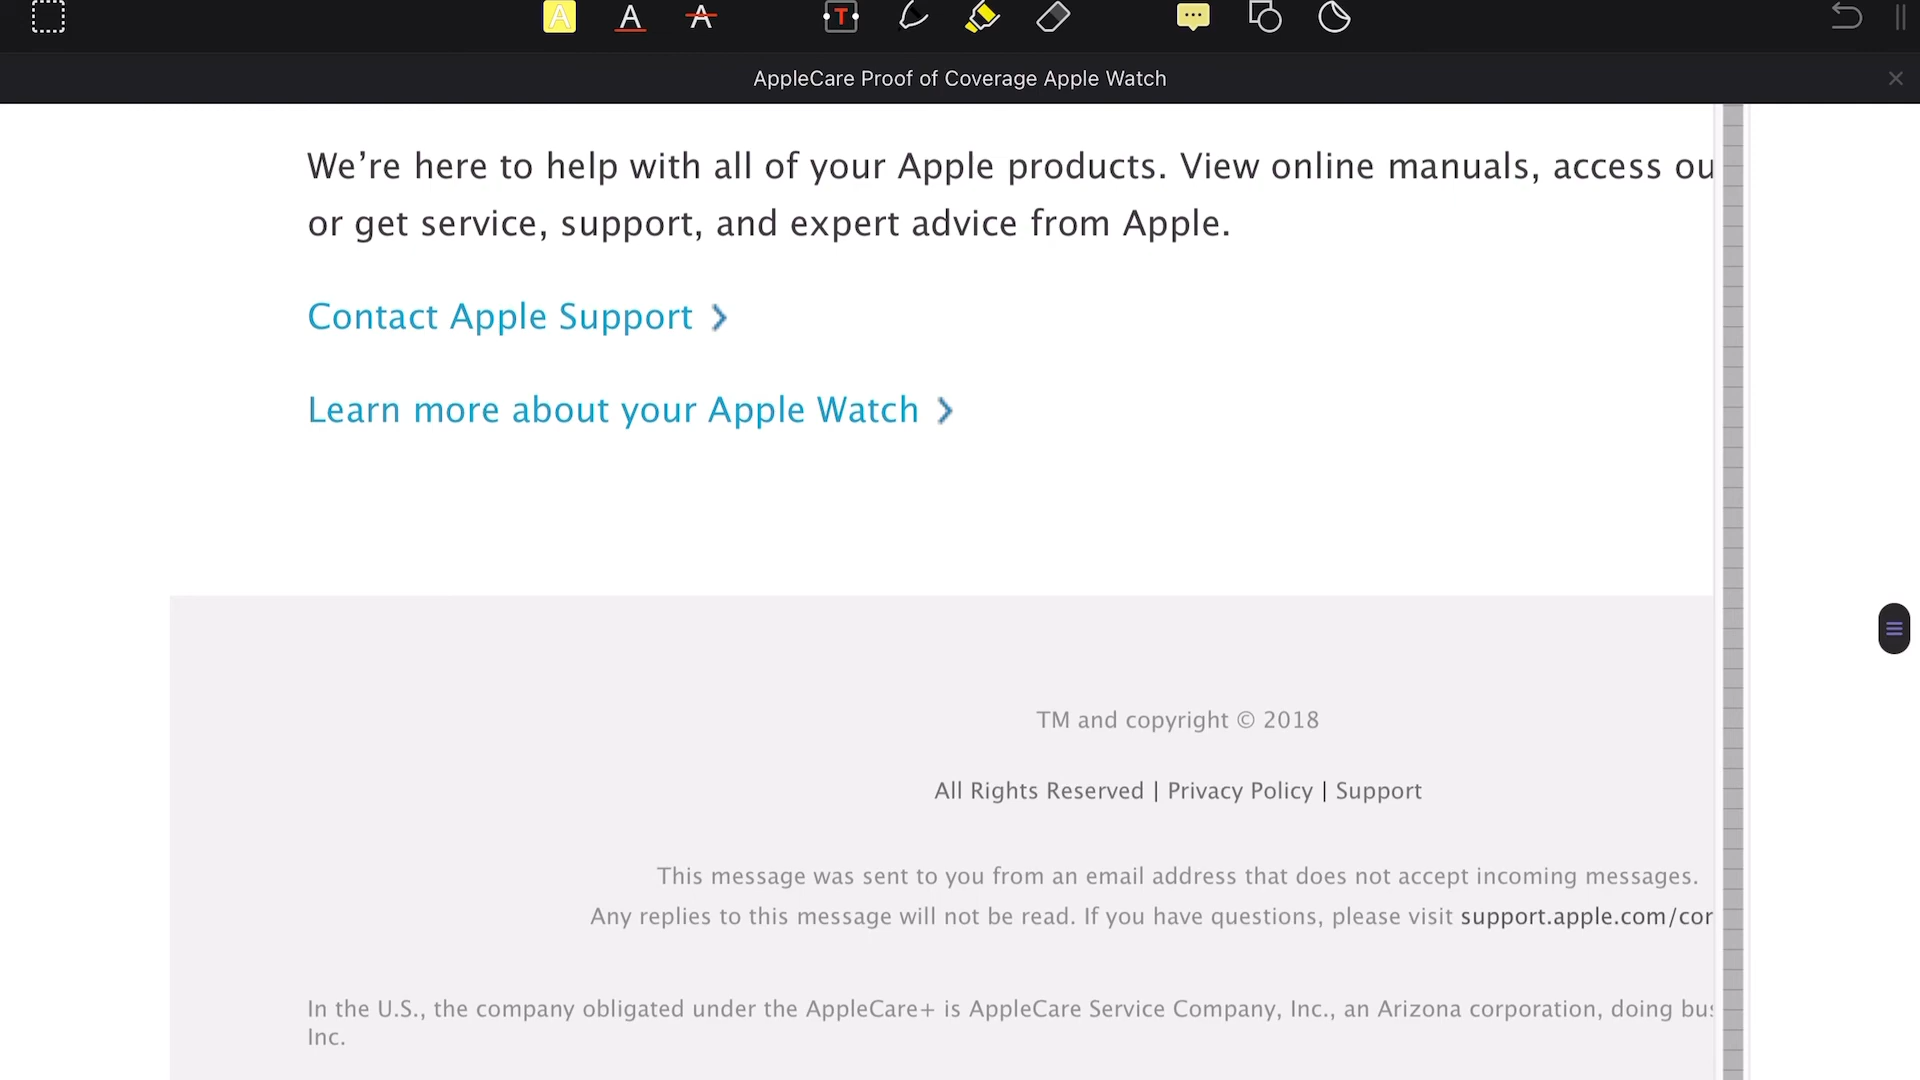 A A A T
AppleCare Proof of Coverage Apple Watch
We’re here to help with all of your Apple products. View online manuals, access ou
or get service, support, and expert advice from Apple.
Contact Apple Support
Learn more about your Apple Watch
TM and copyright © 2018
All Rights Reserved | Privacy Policy | Support
This message was sent to you from an email address that does not accept incoming messages.
Any replies to this message will not be read. If you have questions, please visit support.apple.com/cor
In the U.S., the company obligated under the AppleCare+ is AppleCare Service Company, Inc., an Arizona corporation, doing bus
Inc.